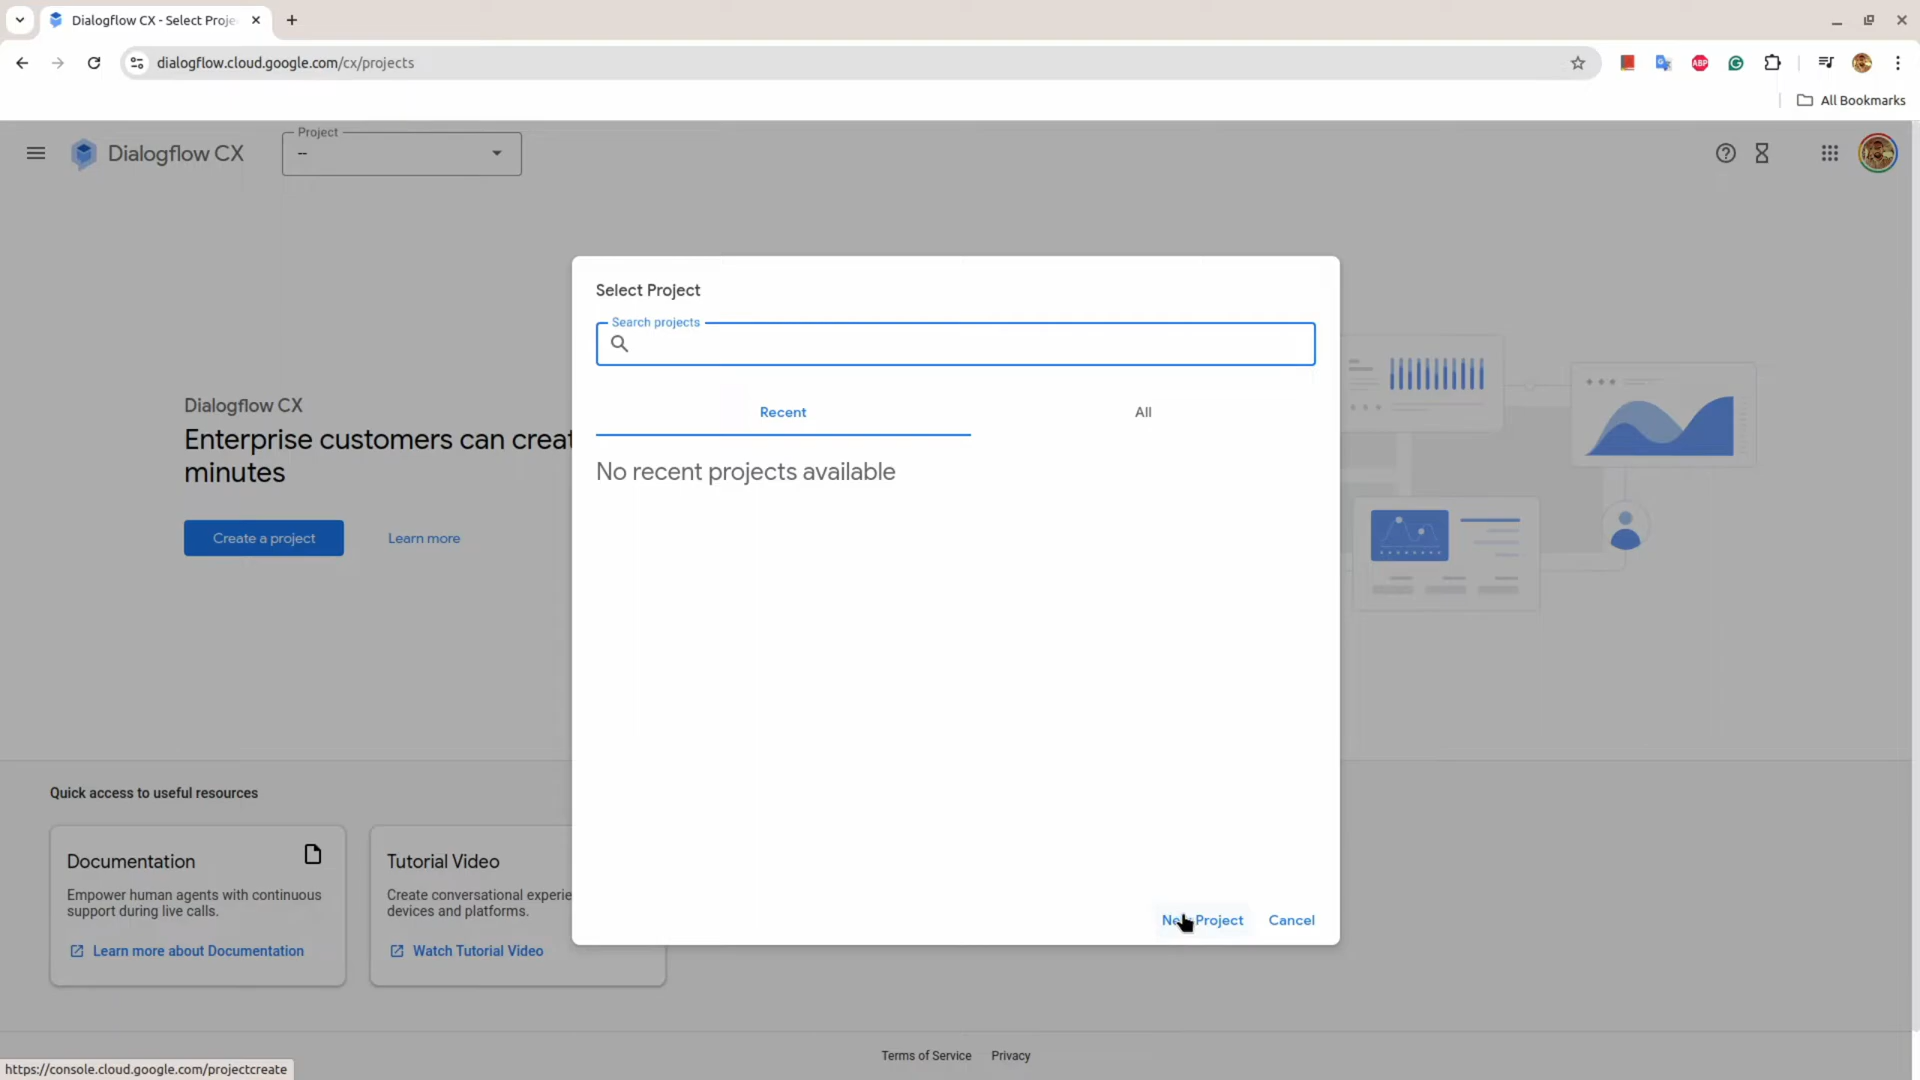 Dialogflow CX - Select Proje
dialogflow.cloud.google.com/cx/projects
ABP
All Bookmarks
Dialogflow CX
Project
--
Select Project
Search projects
Recent
All
No recent projects available
Dialogflow CX
Enterprise customers can creat
minutes
Create a project
Learn more
Quick access to useful resources
Documentation
Empower human agents with continuous
support during live calls.
Learn more about Documentation
Tutorial Video
Create conversational experie
devices and platforms.
Watch Tutorial Video
New Project
Cancel
Terms of Service
Privacy
https://console.cloud.google.com/projectcreate